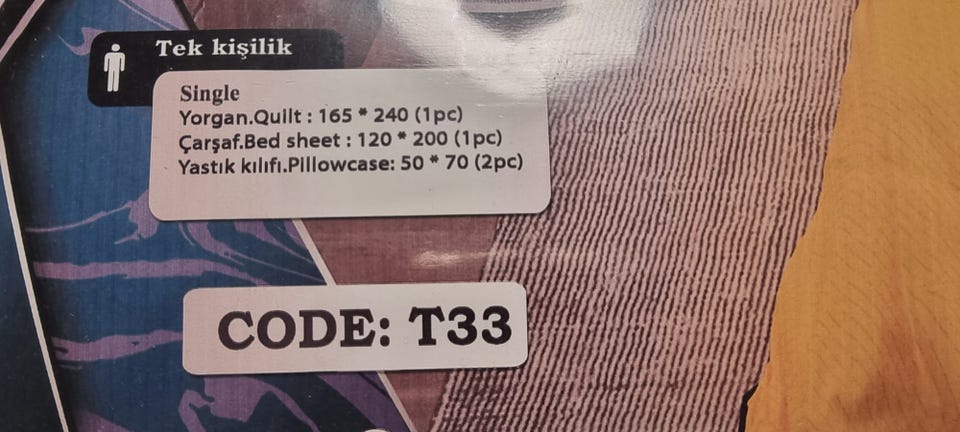 Tek kişilik
Single
Yorgan.Quilt : 165 * 240 (1pc)
Çarşaf.Bed sheet : 120 * 200 (1pc)
Yastık kılıfı.Pillowcase: 50 * 70 (2pc)
CODE: T33